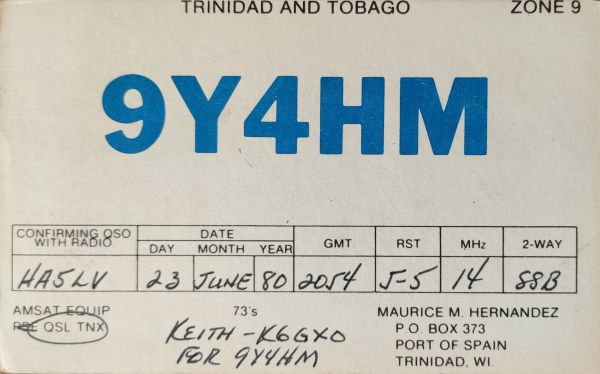 TRINIDAD AND TOBAGO ZONE 9
9Y4HM
CONFIRMING QSO WITH RADIO DATE GMT RST MHz 2-WAY
DAY MONTH YEAR
HA5LV 23 JUNE 80 2054 5-5 14 SSB
AMSAT EQUIP 73's MAURICE M. HERNANDEZ
PSE QSL TNX KEITH - K6GXO P.O. BOX 373
FOR 9Y4HM PORT OF SPAIN
TRINIDAD, WI.